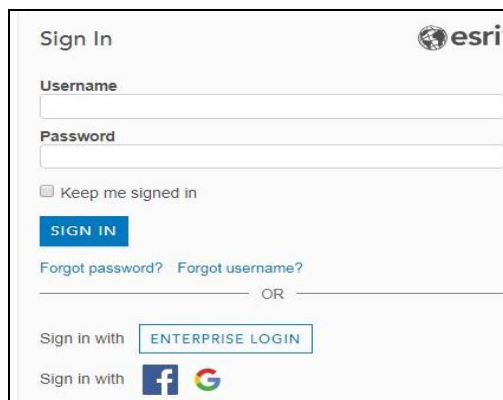 Sign In
esri
Username
Password
Keep me signed in
SIGN IN
Forgot password? Forgot username?
OR
Sign in with ENTERPRISE LOGIN
Sign in with